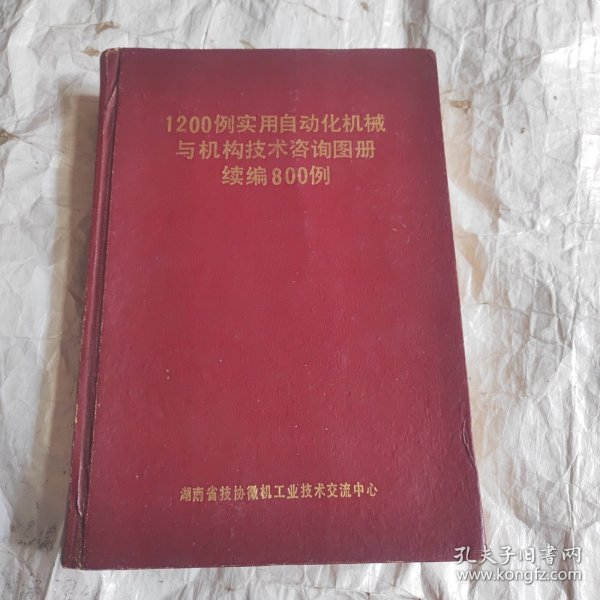 1200例实用自动化机械
与机构技术咨询图册
续编800例
湖南省技协微机工业技术交流中心
孔夫子旧书网
www.kongfz.com